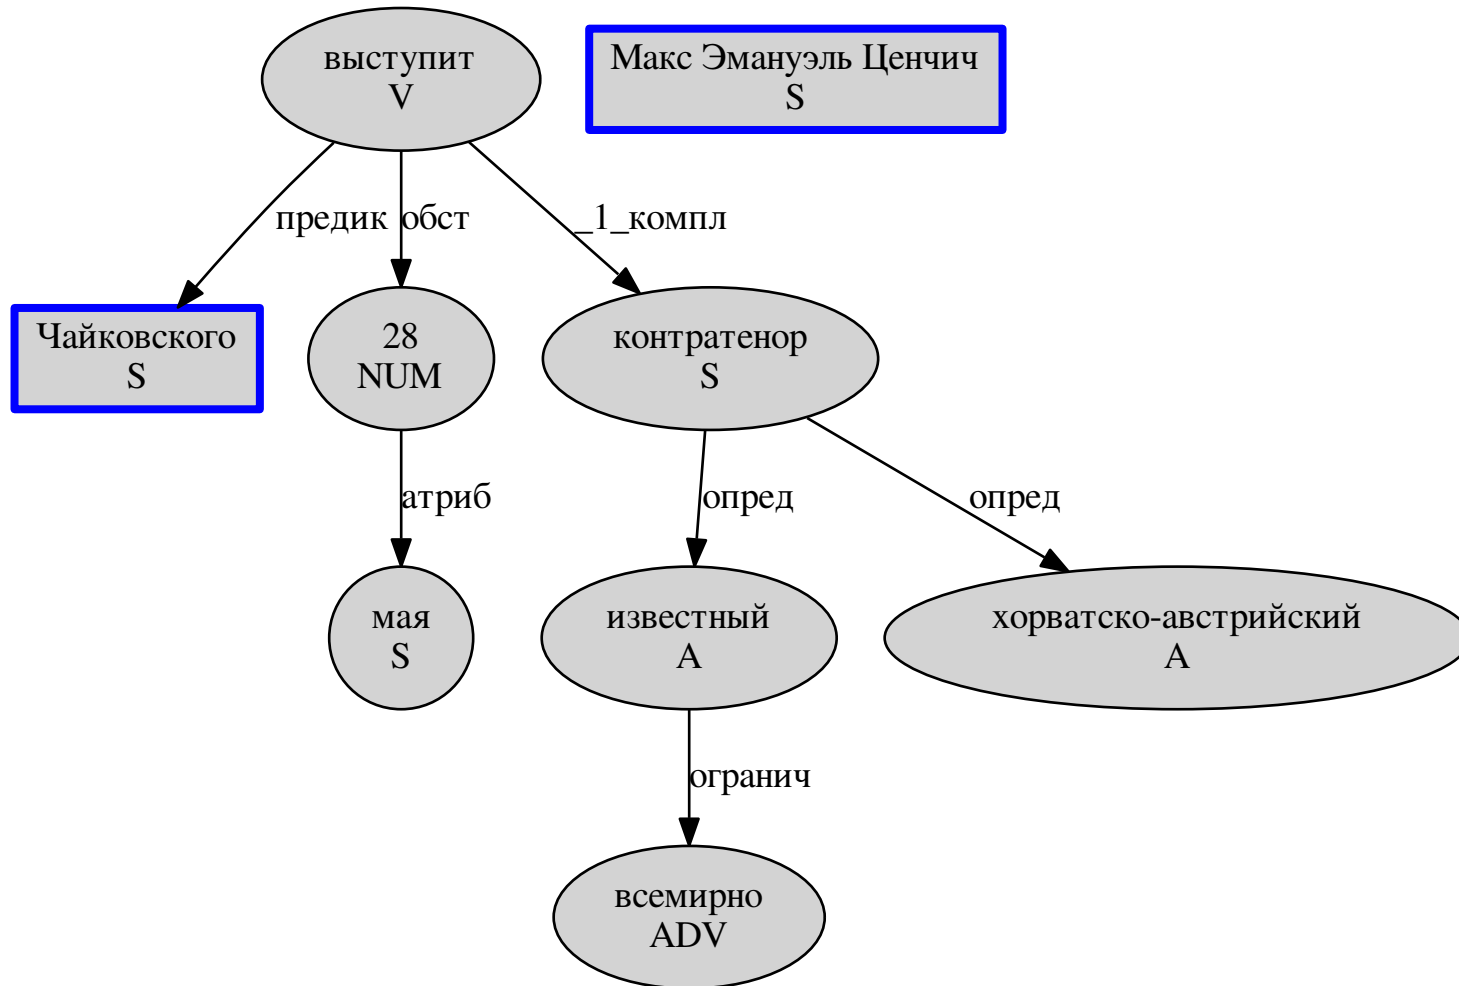 выступит
V
Макс Эмануэль Ценчич
S
предик
обст
_1_компл
Чайковского
S
28
NUM
контратенор
S
атриб
опред
опред
мая
S
известный
A
хорватско-австрийский
A
огранич
всемирно
ADV